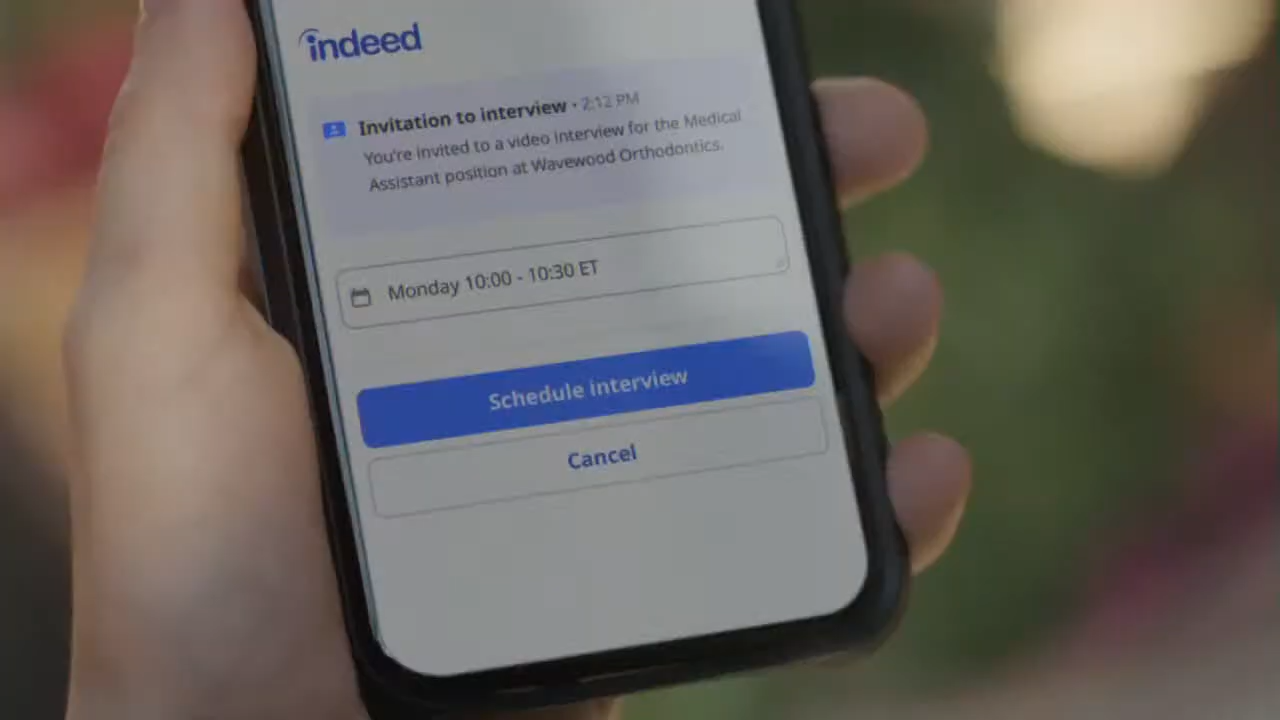 indeed
Invitation to interview • 2:12 PM
You're invited to a video interview for the Medical
Assistant position at Wavewood Orthodontics.
Monday 10:00 - 10:30 ET
Schedule interview
Cancel